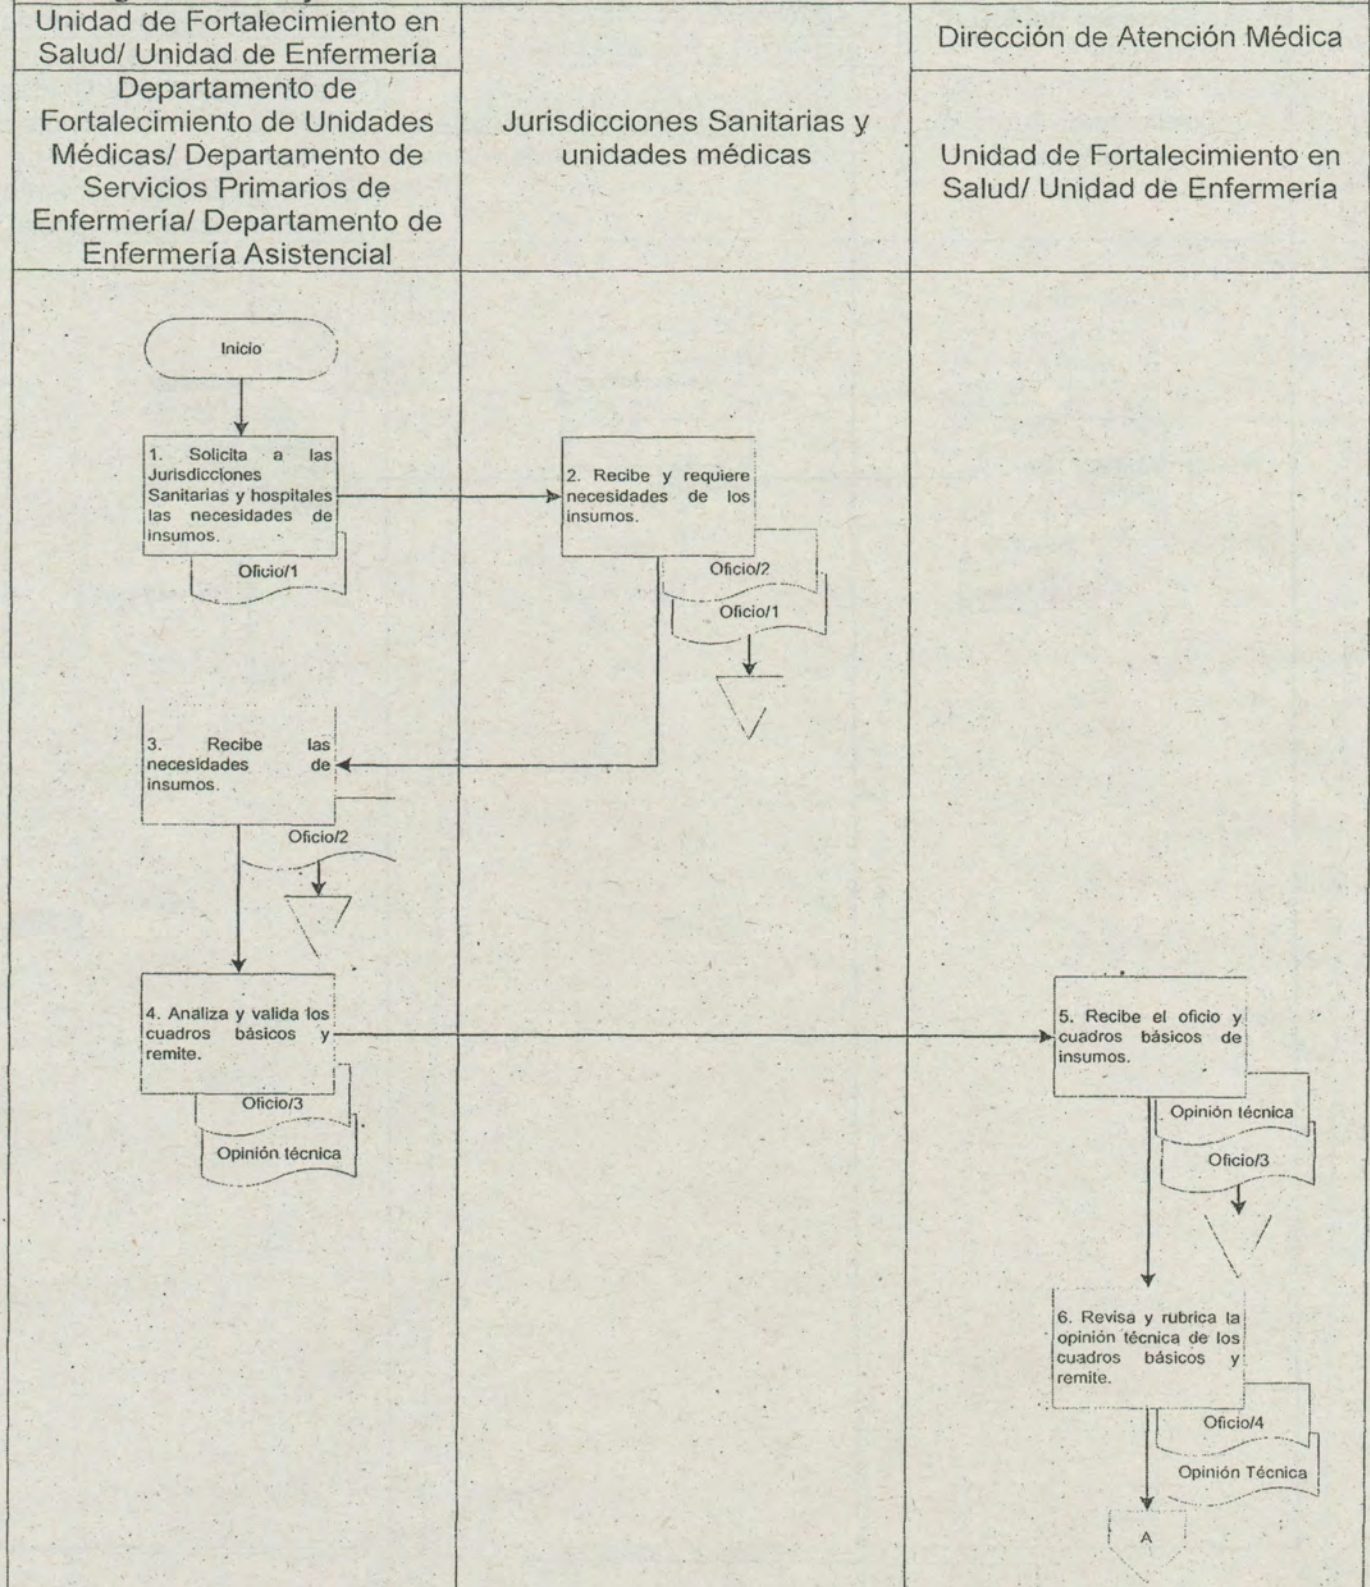 Unidad de Fortalecimiento en
Salud/ Unidad de Enfermería
Departamento de
Fortalecimiento de Unidades
Médicas/ Departamento de
Servicios Primarios de
Enfermería/ Departamento de
Enfermería Asistencial
Jurisdicciones Sanitarias y
unidades médicas
Dirección de Atención Médica
Unidad de Fortalecimiento en
Salud/ Unidad de Enfermería
Inicio
1. Solicita a las
Jurisdicciones
Sanitarias y hospitales
las necesidades de
insumos.
Oficio/1
2. Recibe y requiere
necesidades de los
insumos.
Oficio/2
Oficio/1
3. Recibe las
necesidades de
insumos.
Oficio/2
4. Analiza y valida los
cuadros básicos y
remite.
Oficio/3
Opinión técnica
5. Recibe el oficio y
cuadros básicos de
insumos.
Opinión técnica
Oficio/3
6. Revisa y rubrica la
opinión técnica de los
cuadros básicos y
remite.
Oficio/4
Opinión Técnica
A